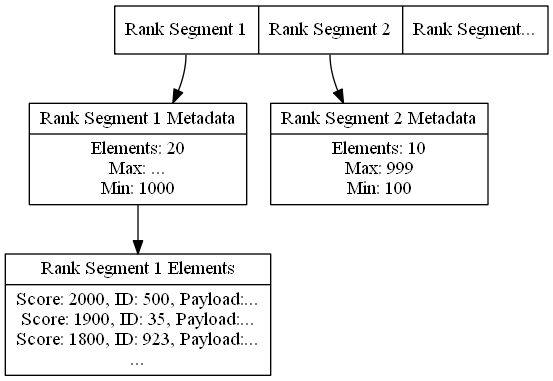 Rank Segment 1
Rank Segment 2
Rank Segment...
Rank Segment 1 Metadata
Elements: 20
Max: ...
Min: 1000
Rank Segment 2 Metadata
Elements: 10
Max: 999
Min: 100
Rank Segment 1 Elements
Score: 2000, ID: 500, Payload:...
Score: 1900, ID: 35, Payload:...
Score: 1800, ID: 923, Payload:...
...